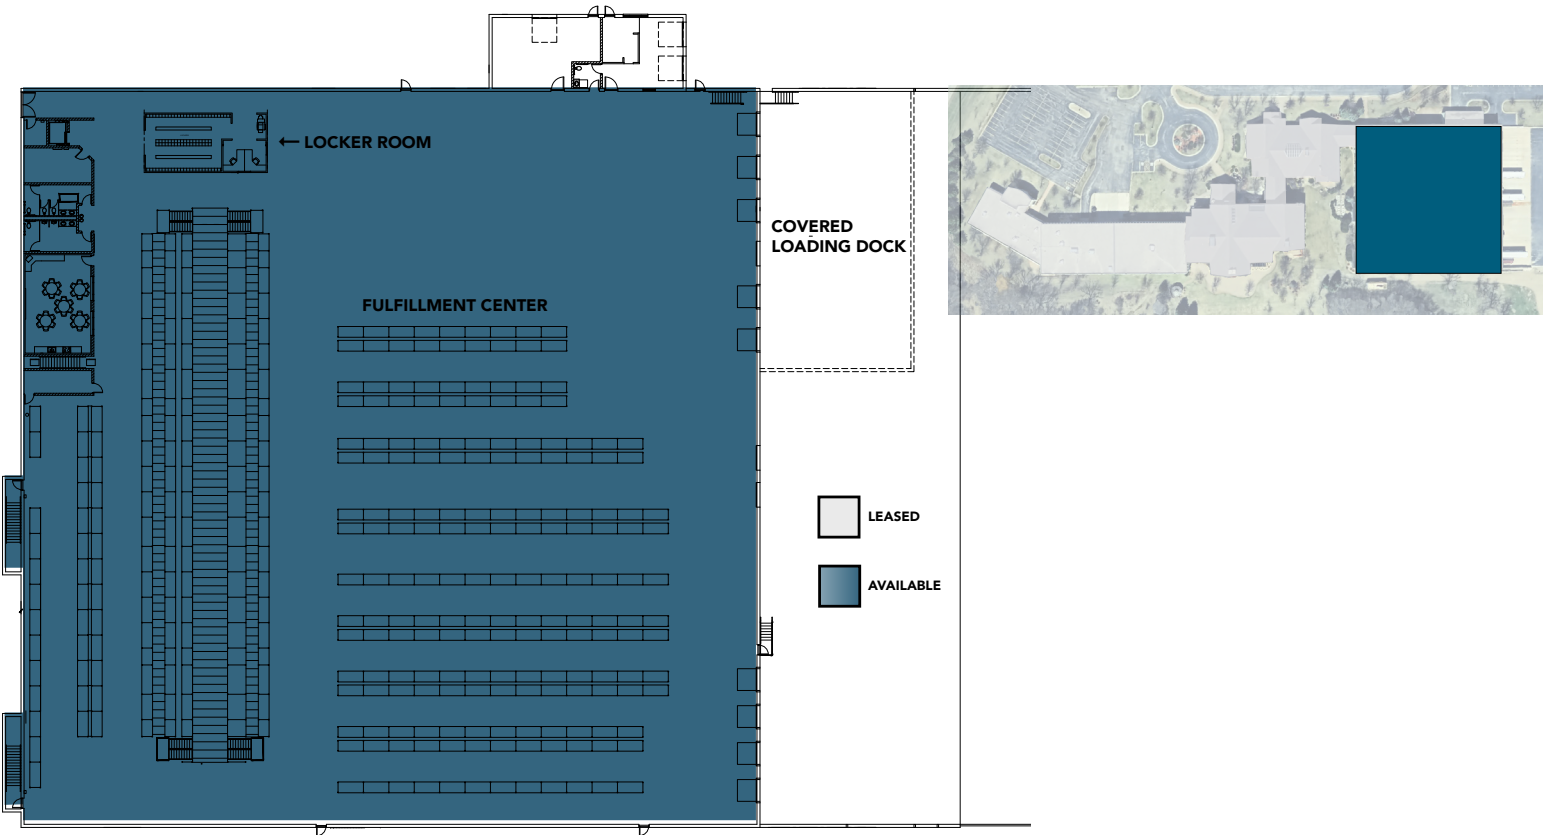 LOCKER ROOM
COVERED
LOADING DOCK
FULFILLMENT CENTER
LEASED
AVAILABLE